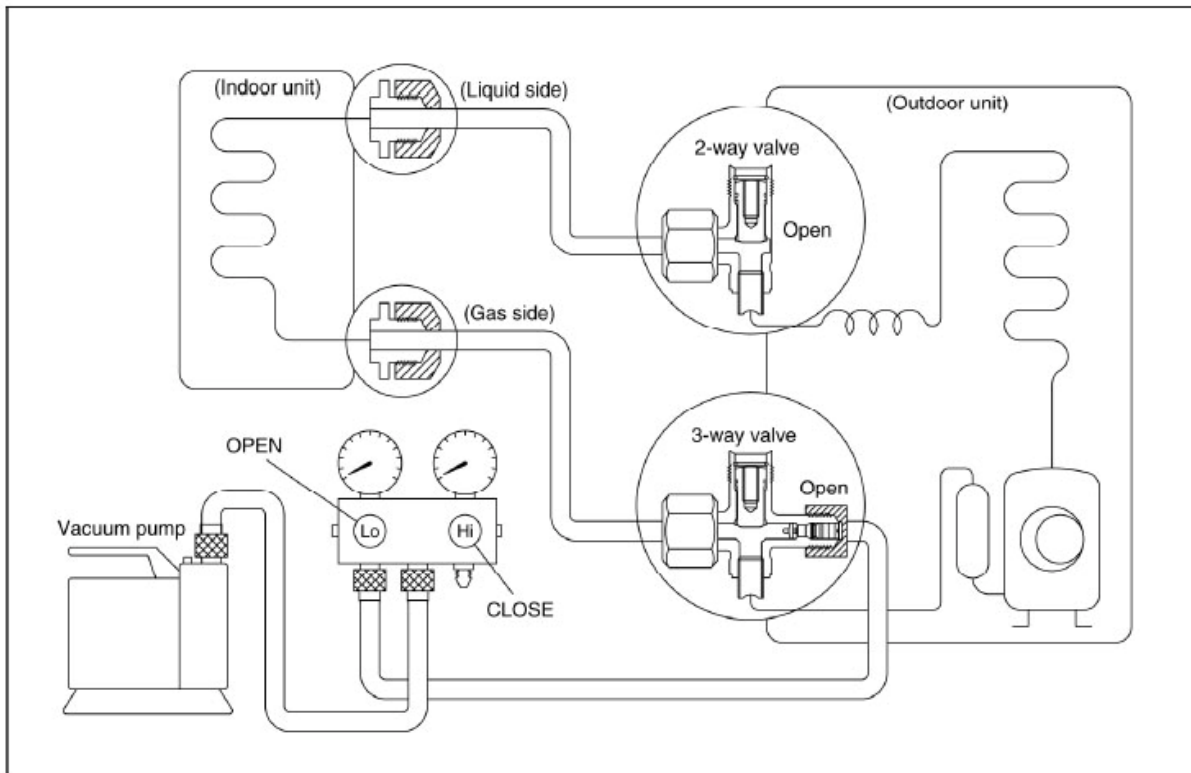 (Indoor unit)
(Liquid side)
(Outdoor unit)
2-way valve
Open
(Gas side)
3-way valve
OPEN
Open
Vacuum pump
Lo
Hi
CLOSE